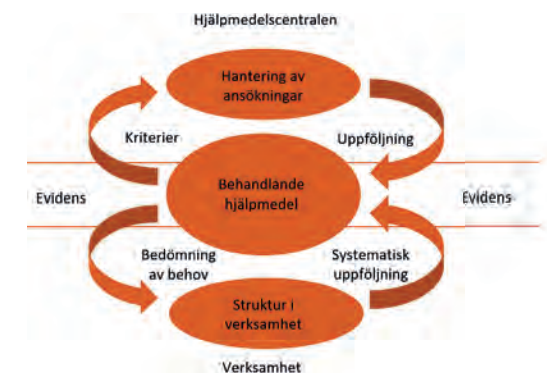 Hjälpmedelscentralen
Hantering av
ansökningar
Kriterier
Uppföljning
Evidens
Behandlande
hjälpmedel
Evidens
Bedömning
av behov
Systematisk
uppföljning
Struktur i
verksamhet
Verksamhet